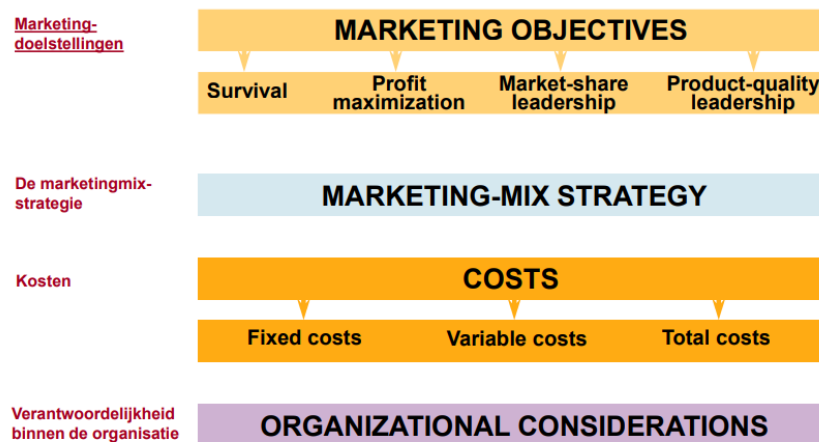 Marketing-
doelstellingen
MARKETING OBJECTIVES
Survival
Profit
maximization
Market-share
leadership
Product-quality
leadership
De marketingmix-
strategie
MARKETING-MIX STRATEGY
Kosten
COSTS
Fixed costs
Variable costs
Total costs
Verantwoordelijkheid
binnen de organisatie
ORGANIZATIONAL CONSIDERATIONS